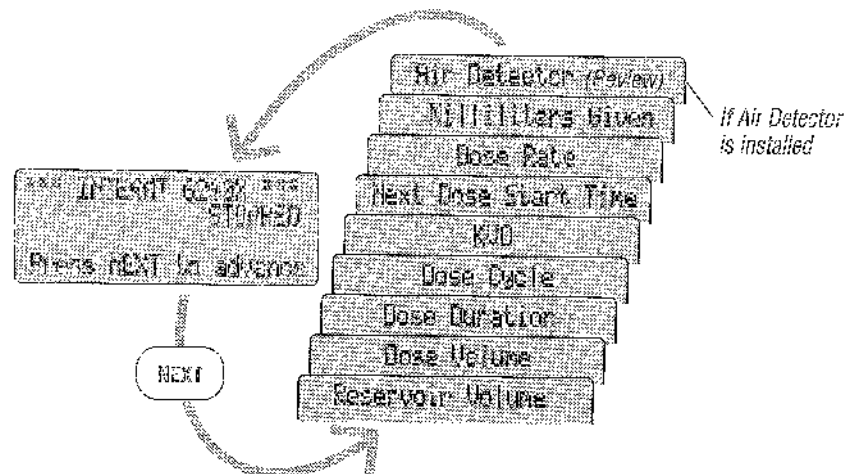 Air Detector (Review)
If Air Detector
is installed
Milliliters Given
Dose Rate
Next Dose Start Time
KVO
Dose Cycle
Dose Duration
Dose Volume
Reservoir Volume
*** INTERMIT ***
STOPPED
Press NEXT to advance
NEXT